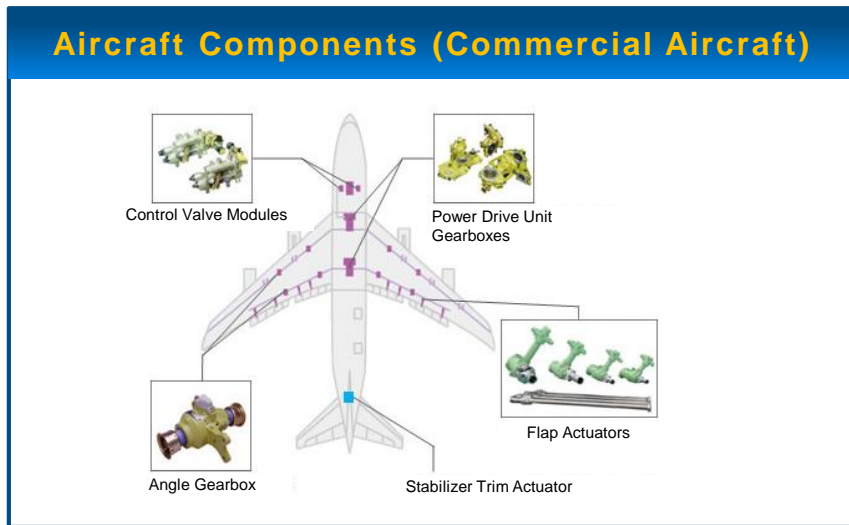 Aircraft Components (Commercial Aircraft)
Control Valve Modules
Power Drive Unit
Gearboxes
Flap Actuators
Angle Gearbox
Stabilizer Trim Actuator